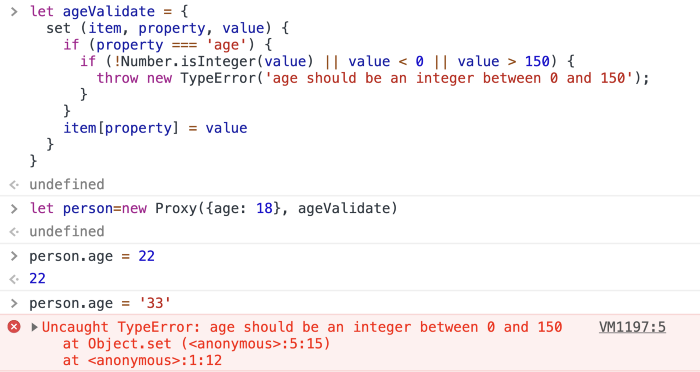 > let ageValidate = {
    set (item, property, value) {
      if (property === 'age') {
        if (!Number.isInteger(value) || value < 0 || value > 150) {
          throw new TypeError('age should be an integer between 0 and 150');
        }
      }
      item[property] = value
    }
  }
< undefined
> let person=new Proxy({age: 18}, ageValidate)
< undefined
> person.age = 22
< 22
> person.age = '33'
Uncaught TypeError: age should be an integer between 0 and 150 VM1197:5
    at Object.set (<anonymous>:5:15)
    at <anonymous>:1:12